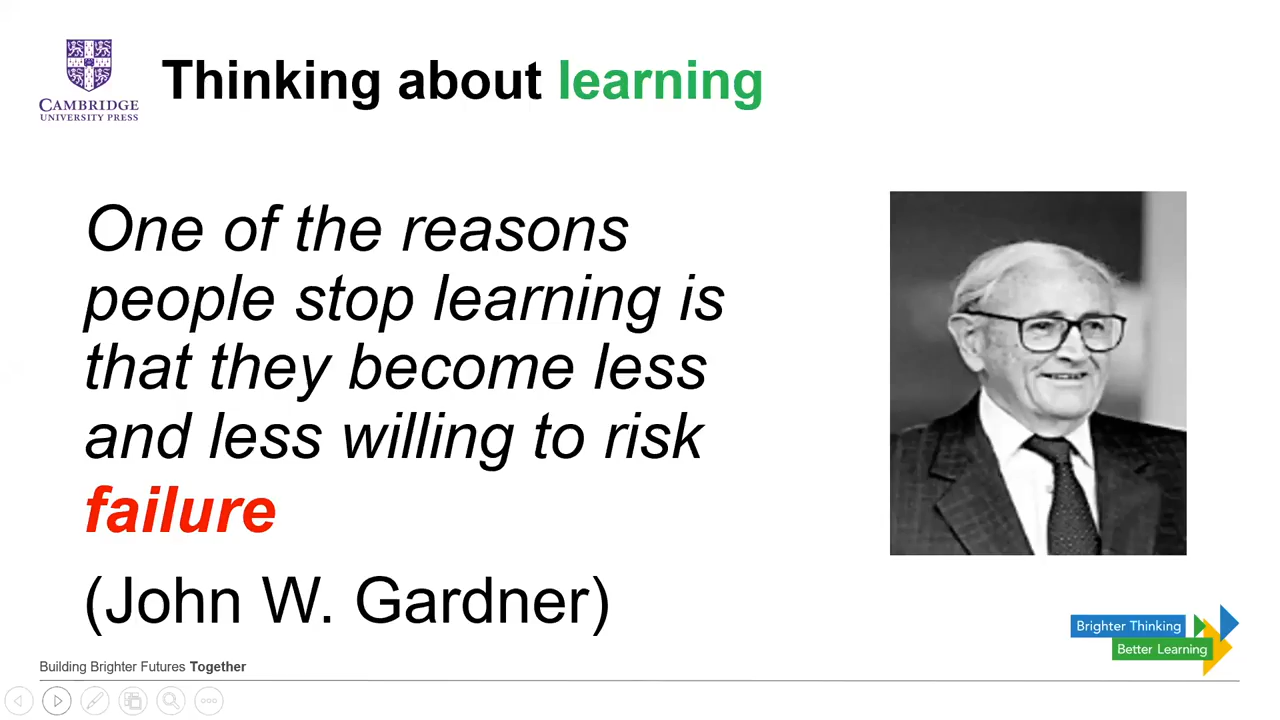 CAMBRIDGE
UNIVERSITY PRESS
Thinking about learning
One of the reasons
people stop learning is
that they become less
and less willing to risk
failure
(John W. Gardner)
Brighter Thinking
Better Learning
Building Brighter Futures Together